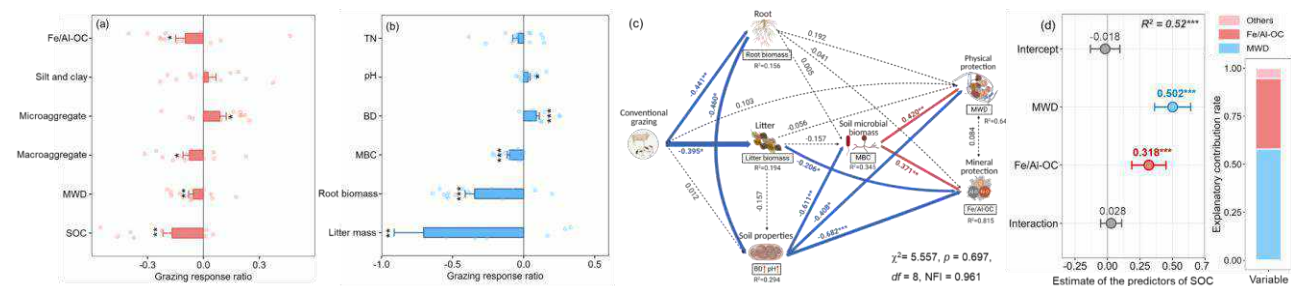 (a)
Fe/Al-OC
*
Silt and clay
Microaggregate
*
Macroaggregate
*
MWD
**
SOC
**
-0.3
0.0
0.3
Grazing response ratio
(b)
TN
pH
*
BD
***
MBC
***
Root biomass
***
Litter mass
**
-1.0
-0.5
0.0
0.5
Grazing response ratio
(c)
Root
Root biomass
R²=0.156
Conventional
grazing
Litter
Litter biomass
R²=0.194
Soil microbial
biomass
MBC
R²=0.345
Soil properties
BD↑ pH↑
R²=0.294
Physical
protection
MWD
R²=0.64
Mineral
protection
Fe/Al-OC
R²=0.815
-0.441**
-0.460*
0.103
-0.395*
0.012
0.192
-0.041
0.005
-0.056
-0.157
-0.157
0.420**
0.371**
-0.206*
-0.611**
-0.408*
-0.682***
0.084
χ²= 5.557, p = 0.697,
df = 8, NFI = 0.961
(d)
R² = 0.52***
Intercept
-0.018
MWD
0.502***
Fe/Al-OC
0.318***
Interaction
0.028
-0.25
0.00
0.25
0.50
0.7
Estimate of the predictors of SOC
Others
Fe/Al-OC
MWD
Explanatory contribution rate
1.00
0.75
0.50
0.25
0.00
Variable